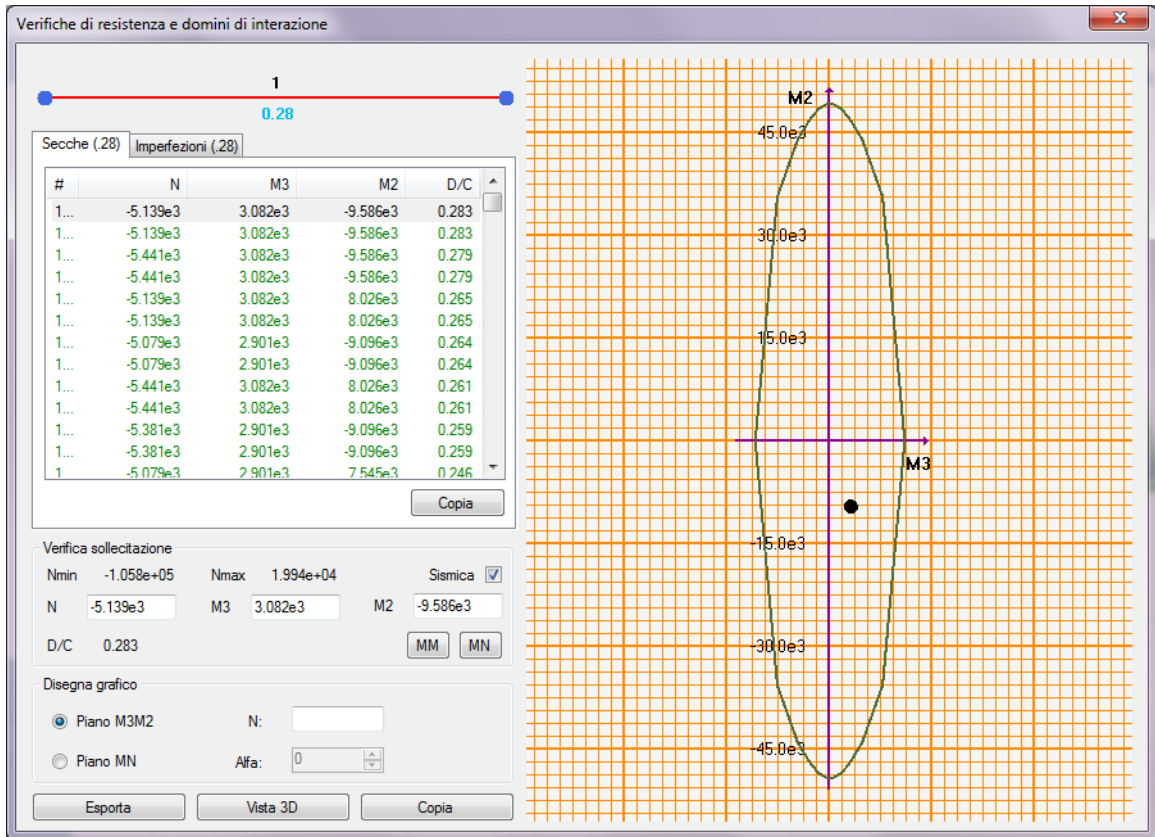 Verifiche di resistenza e domini di interazione
1
0.28
Secche (.28) Imperfezioni (.28)
# N M3 M2 D/C
1... -5.139e3 3.082e3 -9.586e3 0.283
1... -5.139e3 3.082e3 -9.586e3 0.283
1... -5.441e3 3.082e3 -9.586e3 0.279
1... -5.441e3 3.082e3 -9.586e3 0.279
1... -5.139e3 3.082e3 8.026e3 0.265
1... -5.139e3 3.082e3 8.026e3 0.265
1... -5.079e3 2.901e3 -9.096e3 0.264
1... -5.079e3 2.901e3 -9.096e3 0.264
1... -5.441e3 3.082e3 8.026e3 0.261
1... -5.441e3 3.082e3 8.026e3 0.261
1... -5.381e3 2.901e3 -9.096e3 0.259
1... -5.381e3 2.901e3 -9.096e3 0.259
1 -5.079e3 2.901e3 7.545e3 0.246
Copia
Verifica sollecitazione
Nmin -1.058e+05 Nmax 1.994e+04 Sismica
N -5.139e3 M3 3.082e3 M2 -9.586e3
D/C 0.283 MM MN
Disegna grafico
Piano M3M2 N:
Piano MN Alfa: 0
Esporta Vista 3D Copia
M2
45.0e3
30.0e3
15.0e3
M3
-15.0e3
-30.0e3
-45.0e3